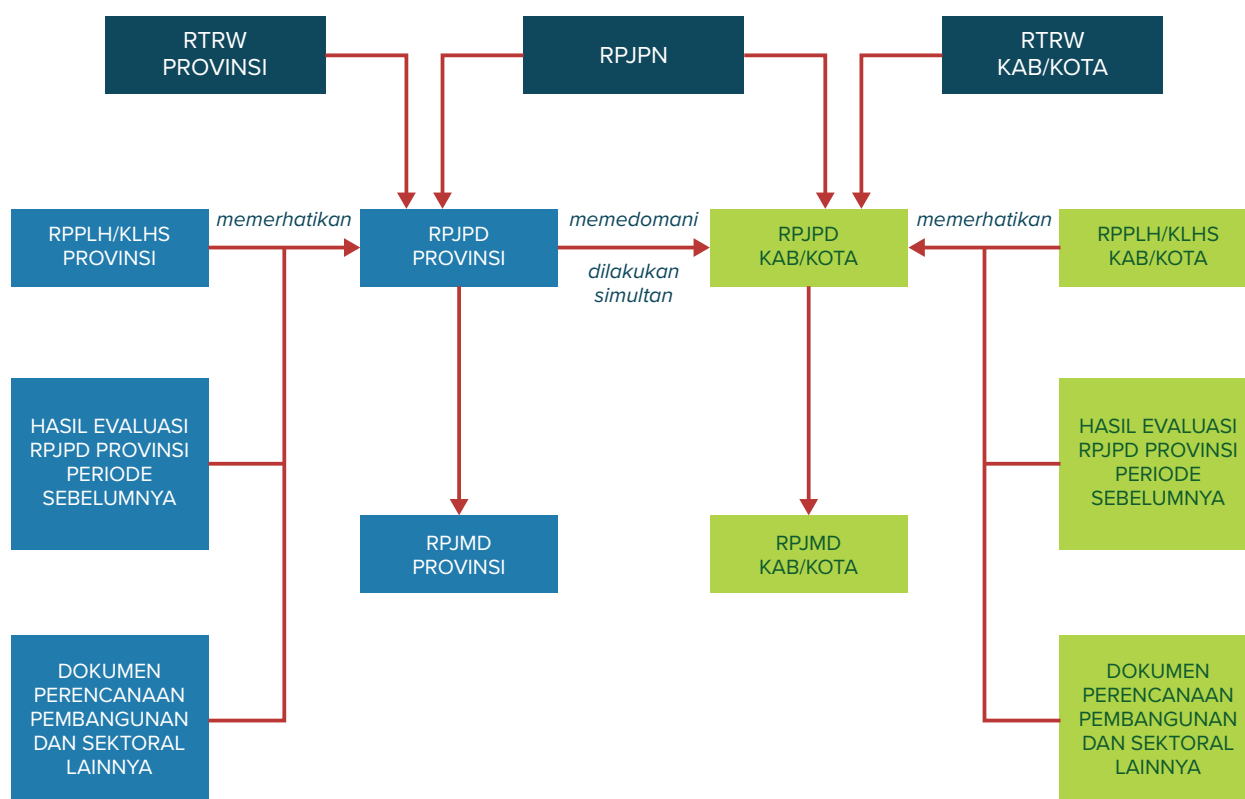 RTRW
PROVINSI
RPJPN
RTRW
KAB/KOTA
RPPLH/KLHS
PROVINSI
memerhatikan
RPJPD
PROVINSI
memedomani
dilakukan
simultan
RPJPD
KAB/KOTA
memerhatikan
RPPLH/KLHS
KAB/KOTA
HASIL EVALUASI
RPJPD PROVINSI
PERIODE
SEBELUMNYA
HASIL EVALUASI
RPJPD PROVINSI
PERIODE
SEBELUMNYA
RPJMD
PROVINSI
RPJMD
KAB/KOTA
DOKUMEN
PERENCANAAN
PEMBANGUNAN
DAN SEKTORAL
LAINNYA
DOKUMEN
PERENCANAAN
PEMBANGUNAN
DAN SEKTORAL
LAINNYA